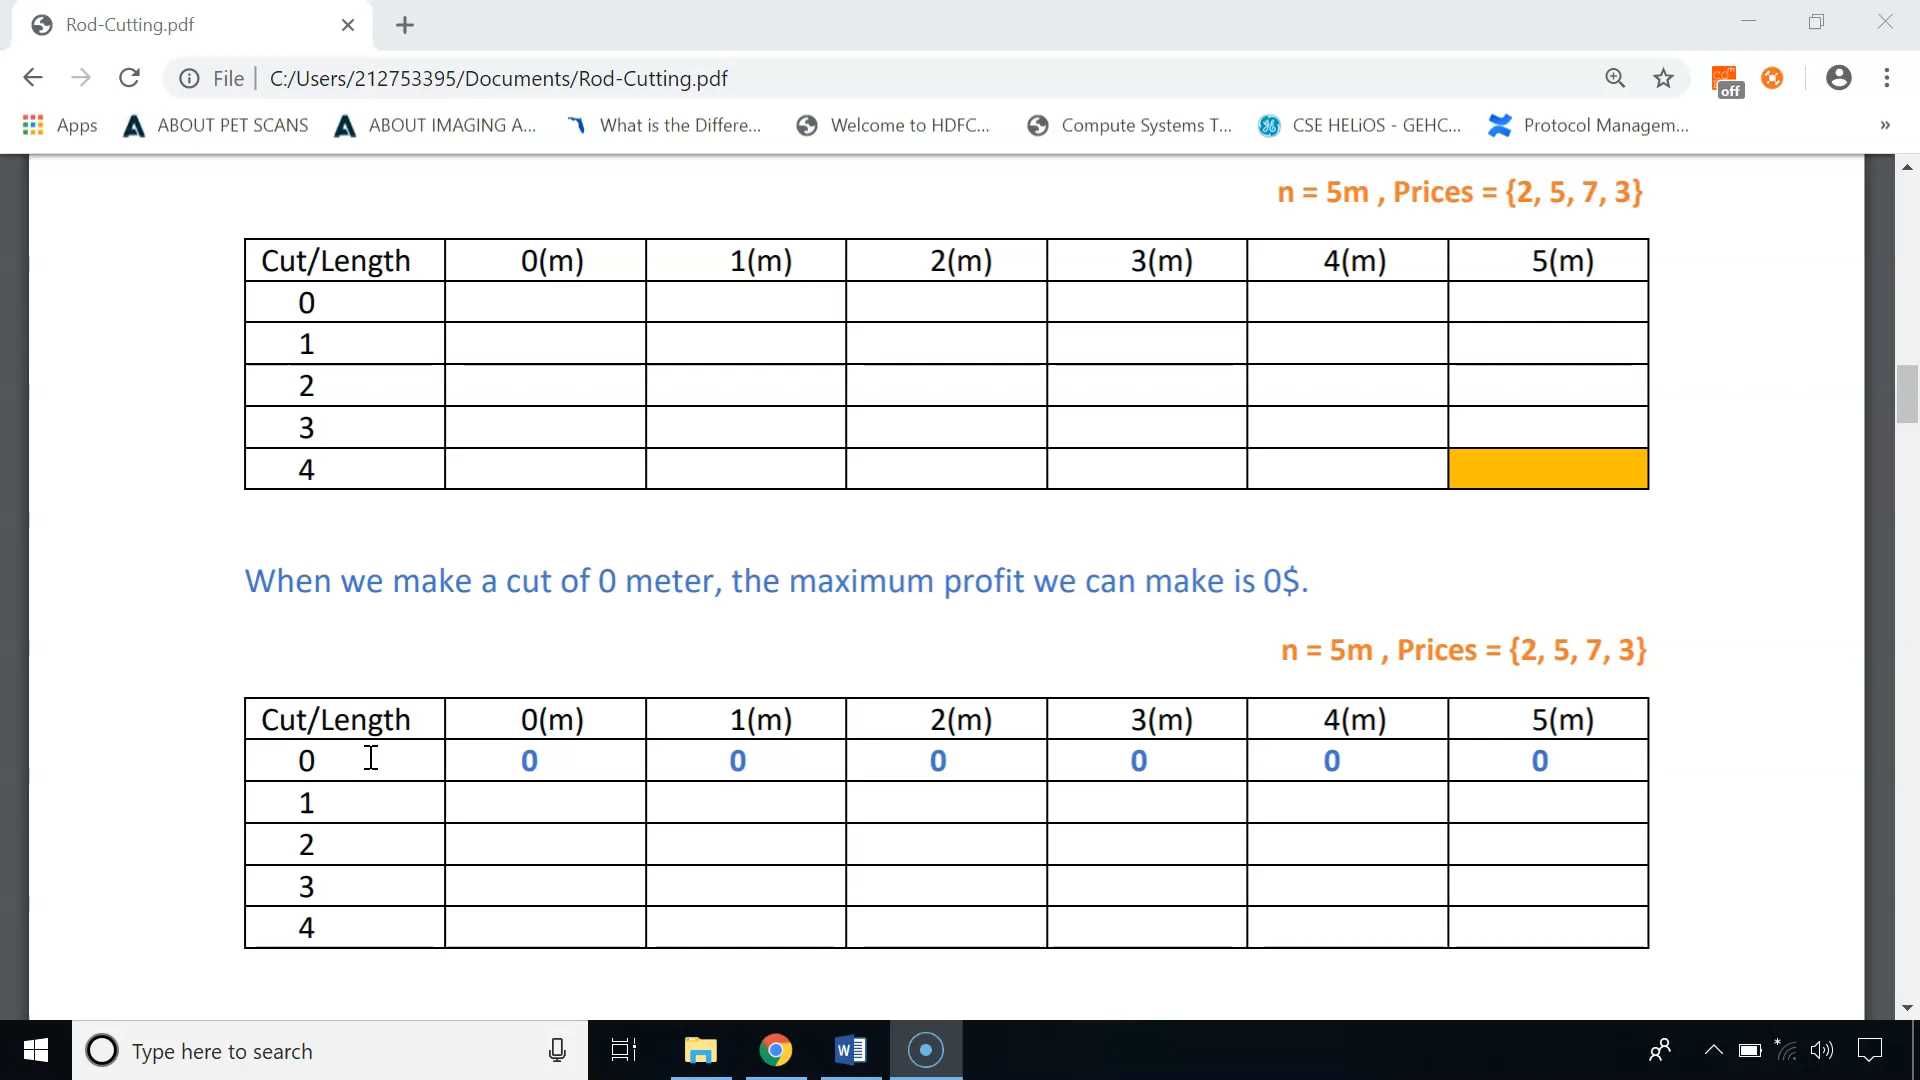 Rod-Cutting.pdf
File
C:/Users/212753395/Documents/Rod-Cutting.pdf
off
Apps
ABOUT PET SCANS
ABOUT IMAGING A...
What is the Differe...
Welcome to HDFC...
Compute Systems T...
CSE HELiOS - GEHC...
Protocol Managem...
»
n = 5m , Prices = {2, 5, 7, 3}
Cut/Length 0(m) 1(m) 2(m) 3(m) 4(m) 5(m)
0
1
2
3
4
When we make a cut of 0 meter, the maximum profit we can make is 0$.
n = 5m , Prices = {2, 5, 7, 3}
Cut/Length 0(m) 1(m) 2(m) 3(m) 4(m) 5(m)
0 0 0 0 0 0 0
1
2
3
4
Type here to search